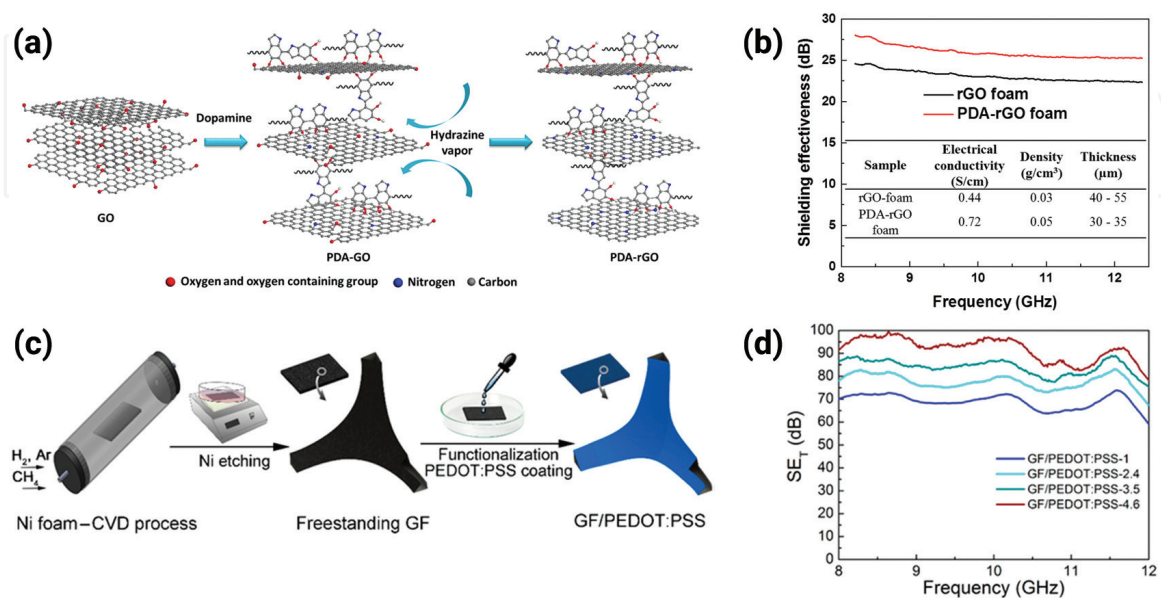 (a)
Dopamine
Hydrazine
vapor
GO
PDA-GO
PDA-rGO
Oxygen and oxygen containing group
Nitrogen
Carbon
(b)
Shielding effectiveness (dB)
30
25
20
15
10
5
0
rGO foam
PDA-rGO foam
Sample
Electrical
conductivity
(S/cm)
Density
(g/cm³)
Thickness
(µm)
rGO-foam 0.44 0.03 40 - 55
PDA-rGO
foam
0.72 0.05 30 - 35
8 9 10 11 12
Frequency (GHz)
(c)
H₂, Ar
CH₄
Ni foam–CVD process
Ni etching
Freestanding GF
Functionalization
PEDOT:PSS coating
GF/PEDOT:PSS
(d)
SE_T (dB)
100
90
80
70
60
50
40
30
20
10
0
GF/PEDOT:PSS-1
GF/PEDOT:PSS-2.4
GF/PEDOT:PSS-3.5
GF/PEDOT:PSS-4.6
8 9 10 11 12
Frequency (GHz)